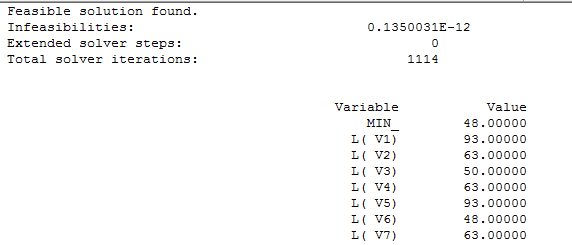 Feasible solution found.
Infeasibilities: 0.1350031E-12
Extended solver steps: 0
Total solver iterations: 1114
Variable Value
MIN_ 48.00000
L( V1) 93.00000
L( V2) 63.00000
L( V3) 50.00000
L( V4) 63.00000
L( V5) 93.00000
L( V6) 48.00000
L( V7) 63.00000